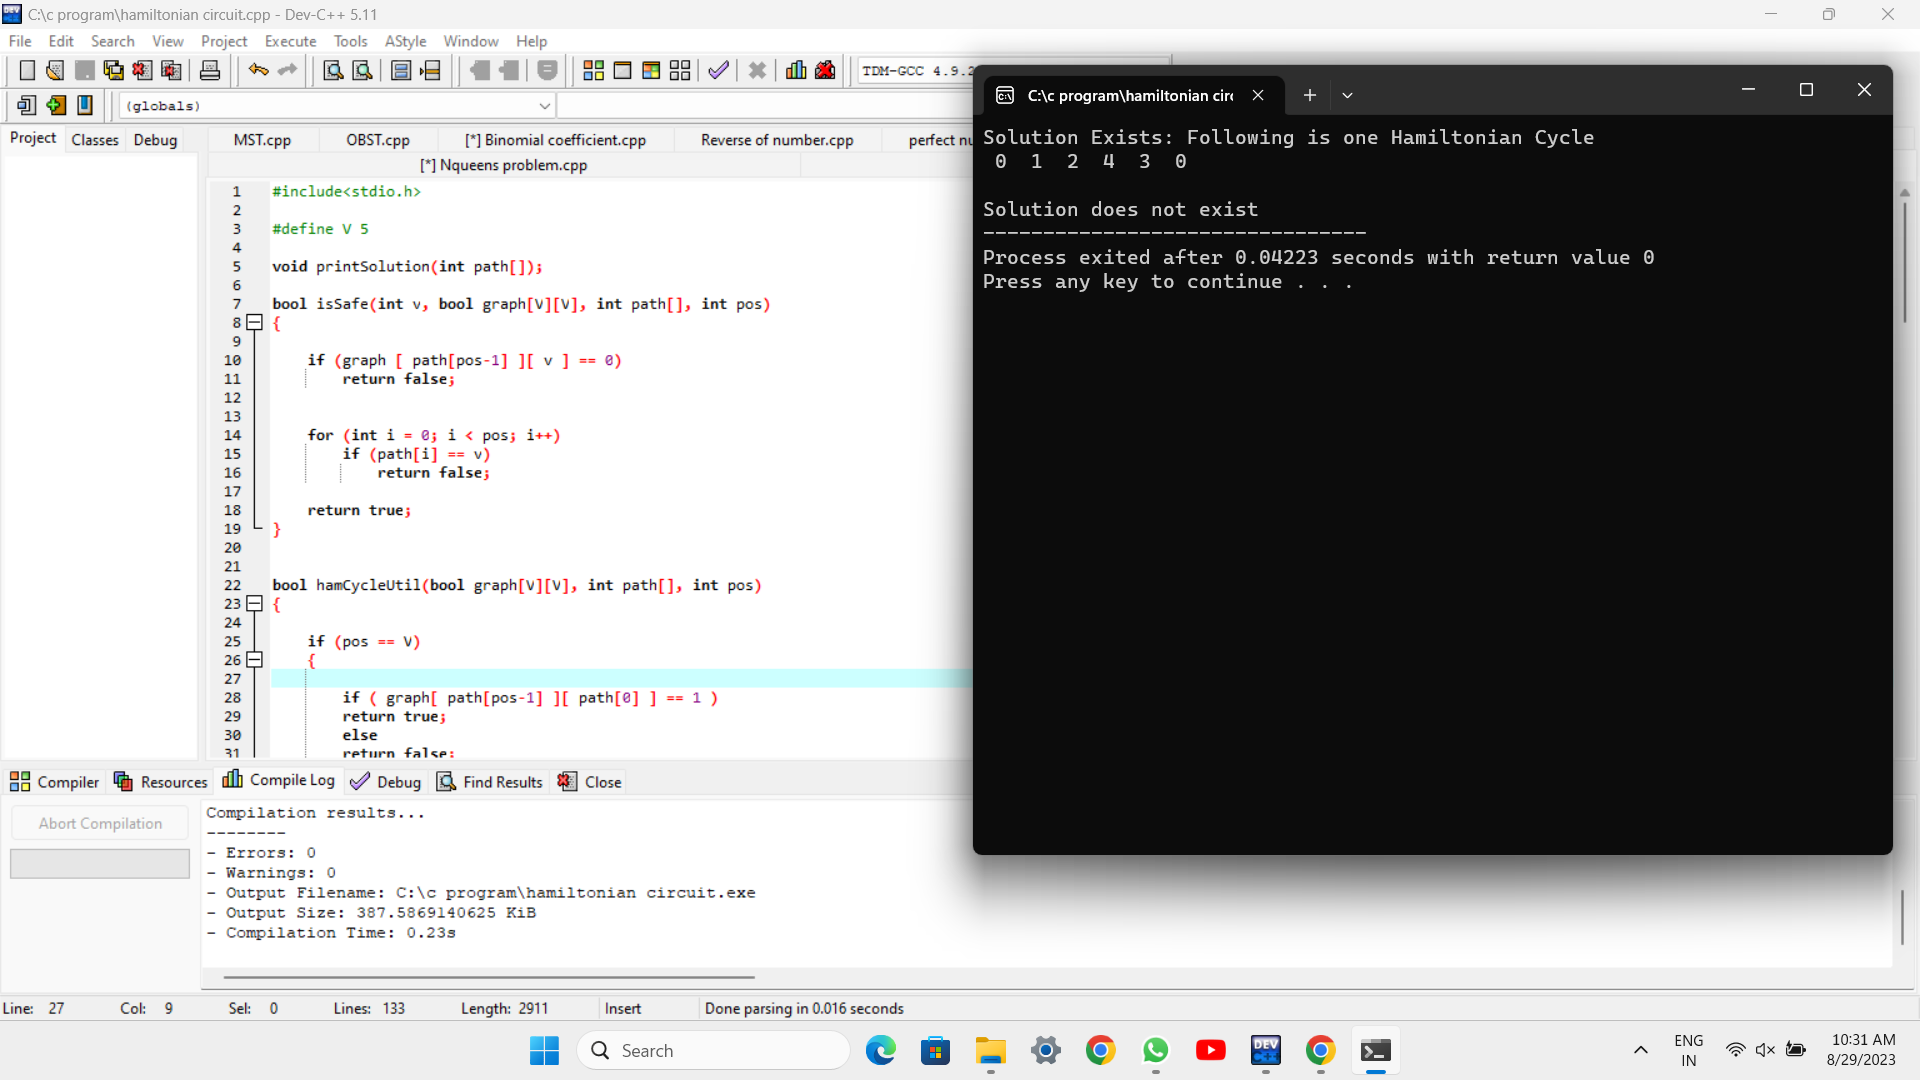 C:\c program\hamiltonian circuit.cpp - Dev-C++ 5.11
File Edit Search View Project Execute Tools AStyle Window Help
TDM-GCC 4.9.2
(globals)
Project Classes Debug
MST.cpp OBST.cpp [*] Binomial coefficient.cpp Reverse of number.cpp perfect
[*] Nqueens problem.cpp
1 #include<stdio.h>
2
3 #define V 5
4
5 void printSolution(int path[]);
6
7 bool isSafe(int v, bool graph[V][V], int path[], int pos)
8 {
9
10 if (graph [ path[pos-1] ][ v ] == 0)
11 return false;
12
13
14 for (int i = 0; i < pos; i++)
15 if (path[i] == v)
16 return false;
17
18 return true;
19 }
20
21
22 bool hamCycleUtil(bool graph[V][V], int path[], int pos)
23 {
24
25 if (pos == V)
26 {
27
28 if ( graph[ path[pos-1] ][ path[0] ] == 1 )
29 return true;
30 else
31 return false;
C:\c program\hamiltonian cir
Solution Exists: Following is one Hamiltonian Cycle
0 1 2 4 3 0
Solution does not exist
--------------------------------
Process exited after 0.04223 seconds with return value 0
Press any key to continue . . .
Compiler Resources Compile Log Debug Find Results Close
Abort Compilation
Compilation results...
--------
- Errors: 0
- Warnings: 0
- Output Filename: C:\c program\hamiltonian circuit.exe
- Output Size: 387.5869140625 KiB
- Compilation Time: 0.23s
Line: 27 Col: 9 Sel: 0 Lines: 133 Length: 2911 Insert Done parsing in 0.016 seconds
Search
DEV C++
ENG
IN
10:31 AM
8/29/2023